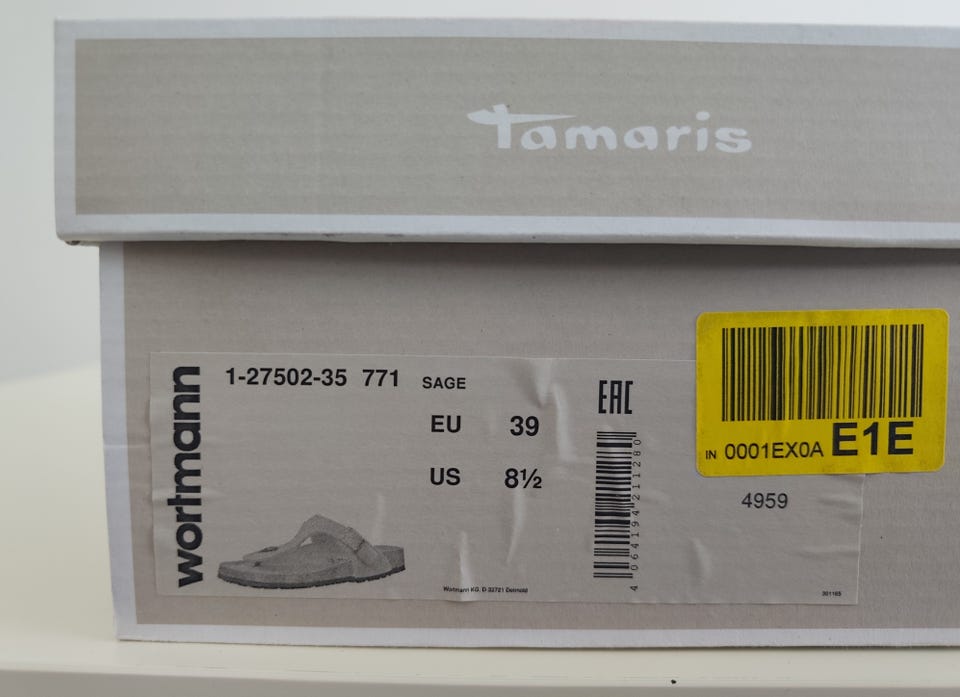 Tamaris
wortmann
1-27502-35 771 SAGE
EU 39
US 8½
EAC
4 064194 211280
IN 0001EX0A E1E
4959
Wortmann KG, D 32721 Detmold
301165